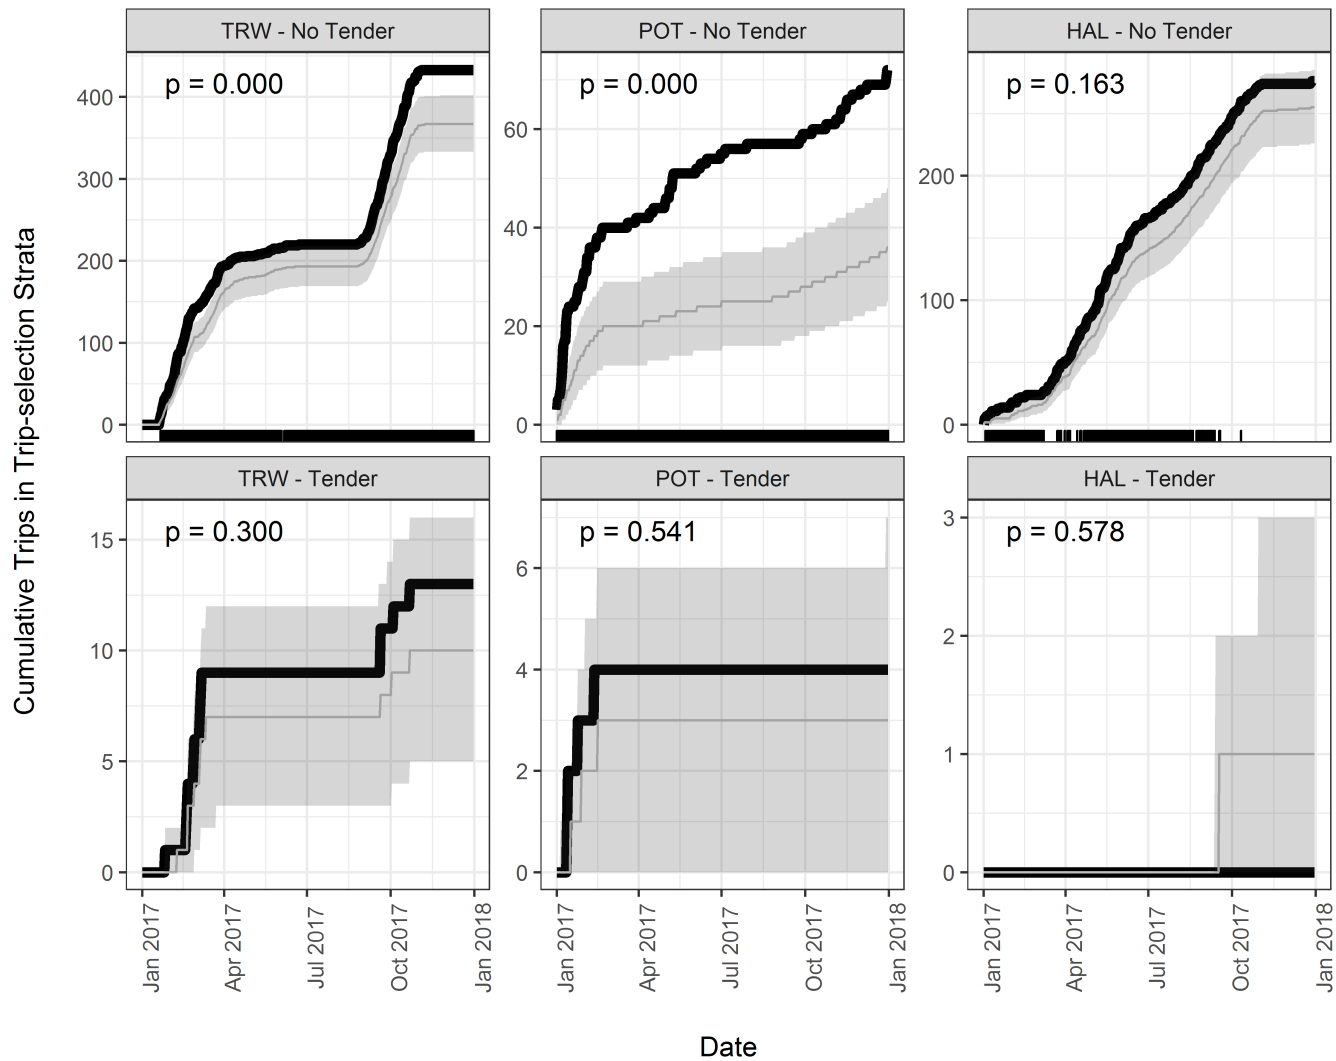 TRW - No Tender
POT - No Tender
HAL - No Tender
p = 0.000
p = 0.000
p = 0.163
400
300
200
100
0
60
40
20
0
200
100
0
TRW - Tender
POT - Tender
HAL - Tender
p = 0.300
p = 0.541
p = 0.578
15
10
5
0
6
4
2
0
3
2
1
0
Cumulative Trips in Trip-selection Strata
Jan 2017
Apr 2017
Jul 2017
Oct 2017
Jan 2018
Jan 2017
Apr 2017
Jul 2017
Oct 2017
Jan 2018
Jan 2017
Apr 2017
Jul 2017
Oct 2017
Jan 2018
Date